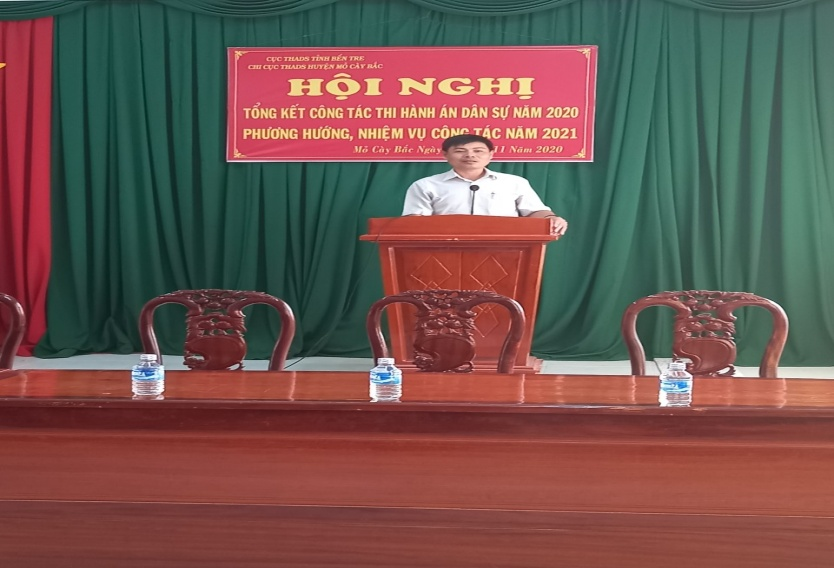 CỤC THADS TỈNH BẾN TRE
CHI CỤC THADS HUYỆN MỎ CÀY BẮC
HỘI NGHỊ
TỔNG KẾT CÔNG TÁC THI HÀNH ÁN DÂN SỰ NĂM 2020
PHƯƠNG HƯỚNG, NHIỆM VỤ CÔNG TÁC NĂM 2021
Mỏ Cày Bắc Ngày 11 Năm 2020